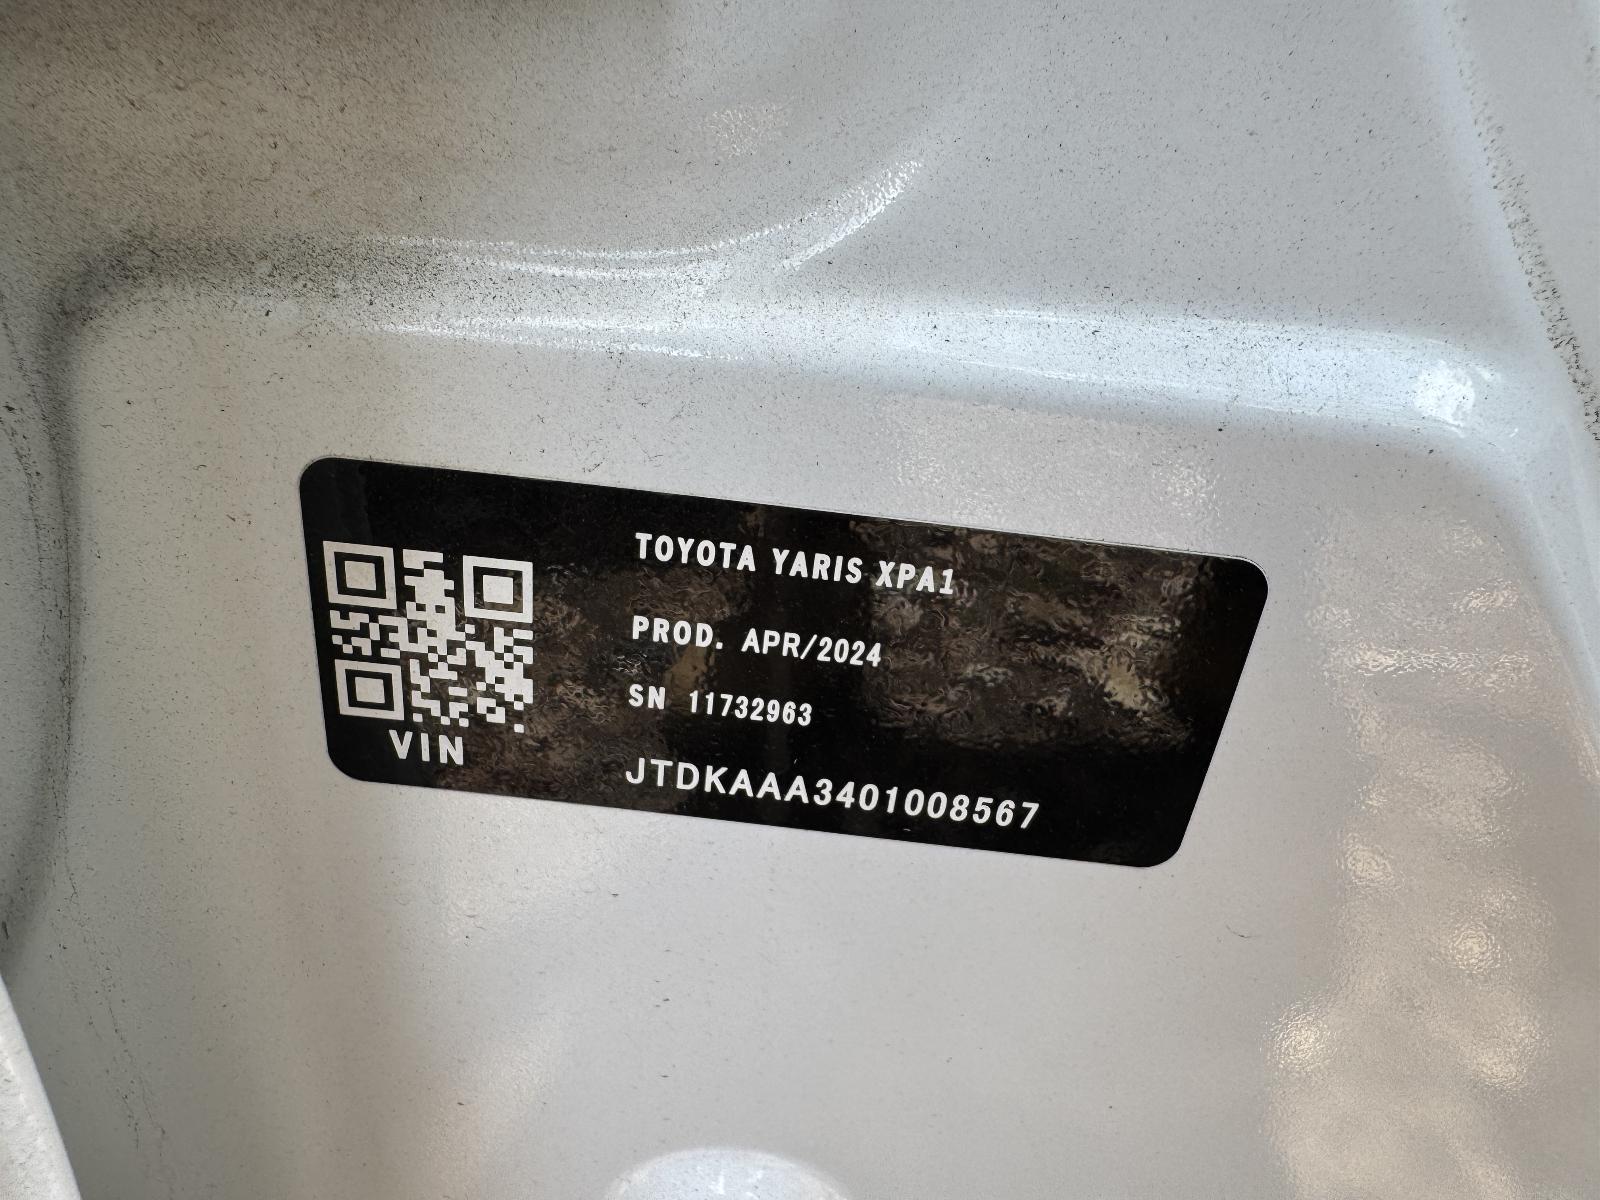 TOYOTA YARIS XPA1
PROD. APR/2024
SN 11732963
VIN
JTDKAAA3401008567